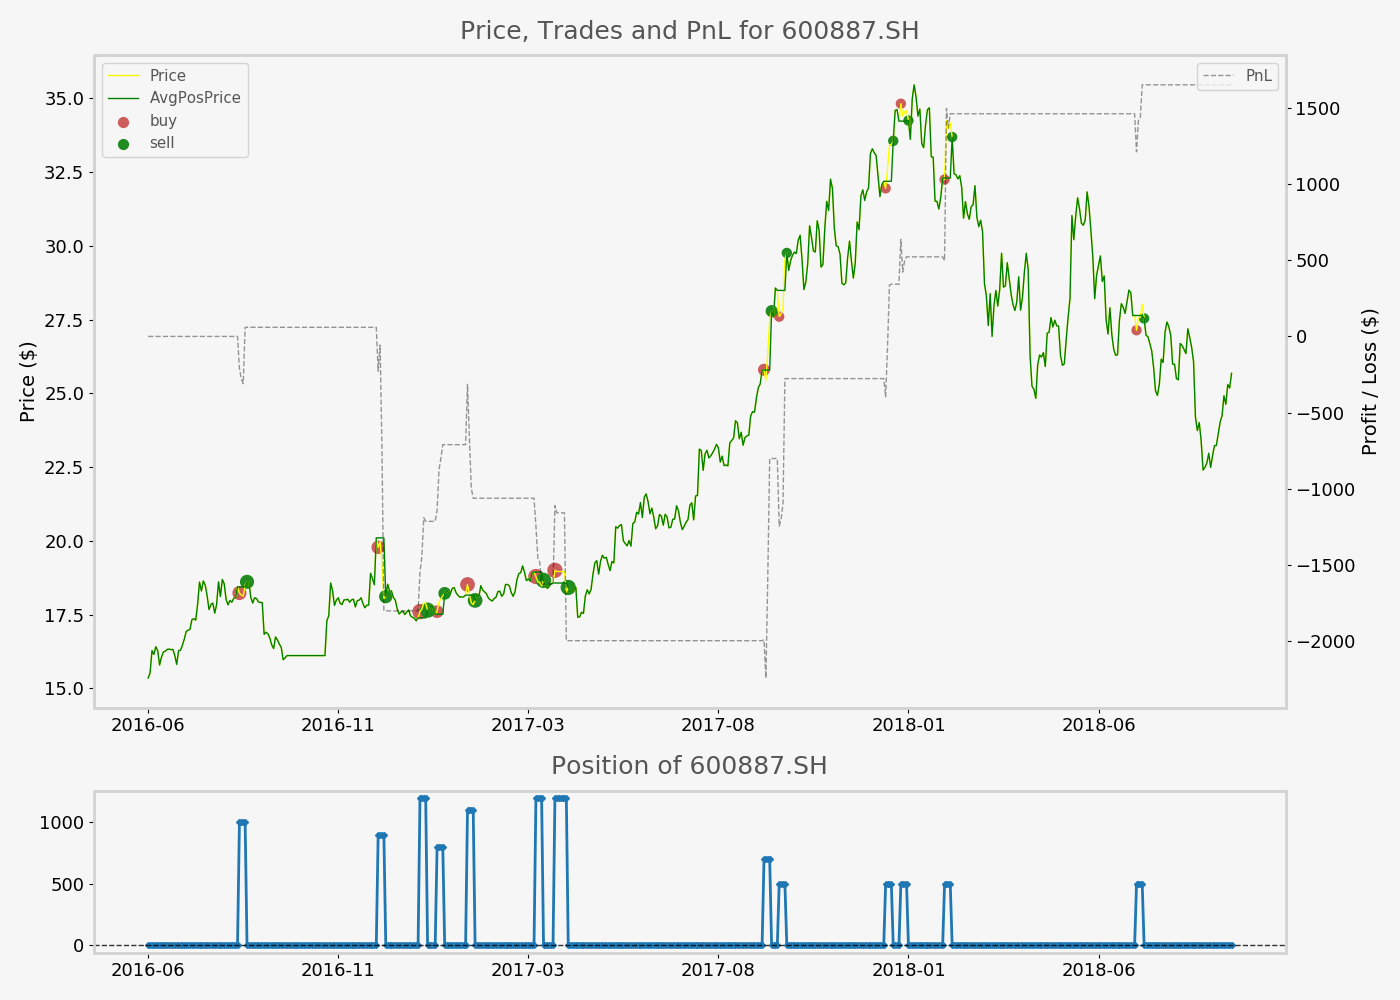 Price, Trades and PnL for 600887.SH
Price
AvgPosPrice
buy
sell
PnL
35.0
32.5
30.0
27.5
25.0
22.5
20.0
17.5
15.0
Price ($)
1500
1000
500
0
−500
−1000
−1500
−2000
Profit / Loss ($)
2016-06 2016-11 2017-03 2017-08 2018-01 2018-06
Position of 600887.SH
1000
500
0
2016-06 2016-11 2017-03 2017-08 2018-01 2018-06